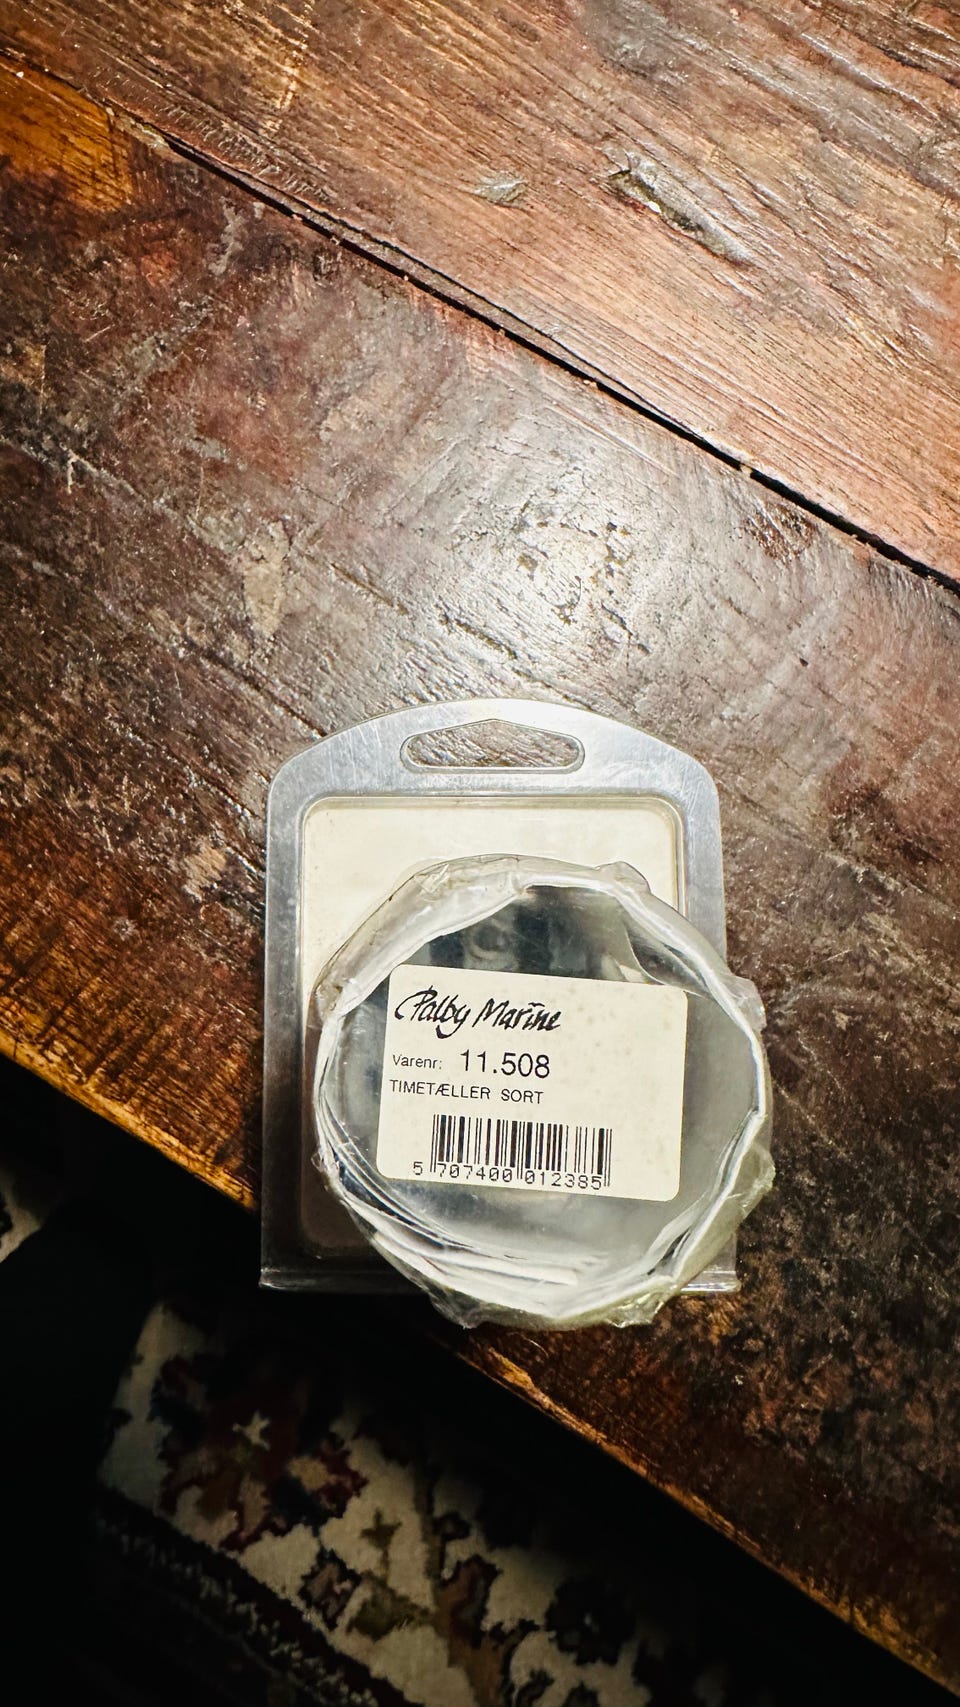 Palby Marine
Varenr: 11.508
TIMETÆLLER SORT
5 707400 012385